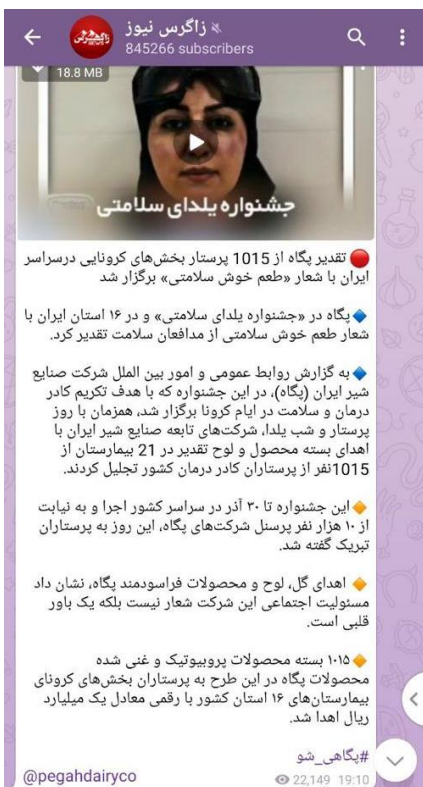 زاگرس نیوز
845266 subscribers
18.8 MB
جشنواره یلدای سلامتی
🔴 تقدیر پگاه از 1015 پرستار بخش‌های کرونایی درسراسر
ایران با شعار «طعم خوش سلامتی» برگزار شد
🔷پگاه در «جشنواره یلدای سلامتی» و در ۱۶ استان ایران با
شعار طعم خوش سلامتی از مدافعان سلامت تقدیر کرد.
🔷به گزارش روابط عمومی و امور بین الملل شرکت صنایع
شیر ایران (پگاه)، در این جشنواره که با هدف تکریم کادر
درمان و سلامت در ایام کرونا برگزار شد، همزمان با روز
پرستار و شب یلدا، شرکت‌های تابعه صنایع شیر ایران با
اهدای بسته محصول و لوح تقدیر در 21 بیمارستان از
1015نفر از پرستاران کادر درمان کشور تجلیل کردند.
🔶این جشنواره تا ۳۰ آذر در سراسر کشور اجرا و به نیابت
از ۱۰ هزار نفر پرسنل شرکت‌های پگاه، این روز به پرستاران
تبریک گفته شد.
🔶 اهدای گل، لوح و محصولات فراسودمند پگاه، نشان داد
مسئولیت اجتماعی این شرکت شعار نیست بلکه یک باور
قلبی است.
🔶۱۰۱۵ بسته محصولات پروبیوتیک و غنی شده
محصولات پگاه در این طرح به پرستاران بخش‌های کرونای
بیمارستان‌های ۱۶ استان کشور با رقمی معادل یک میلیارد
ریال اهدا شد.
#پگاهی_شو
@pegahdairyco
22,149 19:10